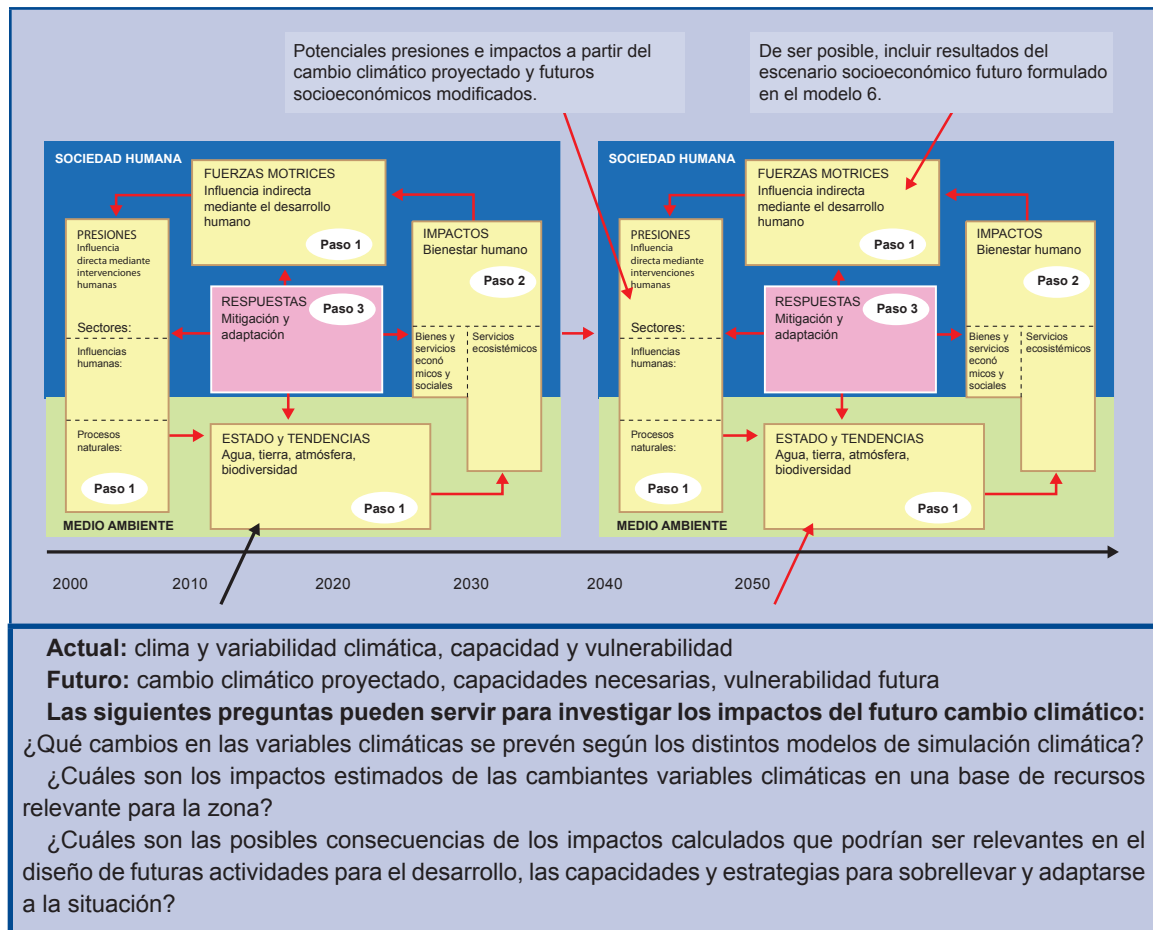 Potenciales presiones e impactos a partir del
cambio climático proyectado y futuros
socioeconómicos modificados.
De ser posible, incluir resultados del
escenario socioeconómico futuro formulado
en el modelo 6.
SOCIEDAD HUMANA
FUERZAS MOTRICES
Influencia indirecta
mediante el desarrollo
humano
Paso 1
PRESIONES
Influencia
directa mediante
intervenciones
humanas
Sectores:
Influencias
humanas:
Procesos
naturales:
Paso 1
RESPUESTAS
Mitigación y
adaptación
Paso 3
IMPACTOS
Bienestar humano
Paso 2
Bienes y
servicios
econó
micos y
sociales
Servicios
ecosistémicos
ESTADO y TENDENCIAS
Agua, tierra, atmósfera,
biodiversidad
Paso 1
MEDIO AMBIENTE
SOCIEDAD HUMANA
FUERZAS MOTRICES
Influencia indirecta
mediante el desarrollo
humano
Paso 1
PRESIONES
Influencia
directa mediante
intervenciones
humanas
Sectores:
Influencias
humanas:
Procesos
naturales:
Paso 1
RESPUESTAS
Mitigación y
adaptación
Paso 3
IMPACTOS
Bienestar humano
Paso 2
Bienes y
servicios
econó
micos y
sociales
Servicios
ecosistémicos
ESTADO y TENDENCIAS
Agua, tierra, atmósfera,
biodiversidad
Paso 1
MEDIO AMBIENTE
2000 2010 2020 2030 2040 2050
Actual: clima y variabilidad climática, capacidad y vulnerabilidad
Futuro: cambio climático proyectado, capacidades necesarias, vulnerabilidad futura
Las siguientes preguntas pueden servir para investigar los impactos del futuro cambio climático:
¿Qué cambios en las variables climáticas se prevén según los distintos modelos de simulación climática?
¿Cuáles son los impactos estimados de las cambiantes variables climáticas en una base de recursos
relevante para la zona?
¿Cuáles son las posibles consecuencias de los impactos calculados que podrían ser relevantes en el
diseño de futuras actividades para el desarrollo, las capacidades y estrategias para sobrellevar y adaptarse
a la situación?